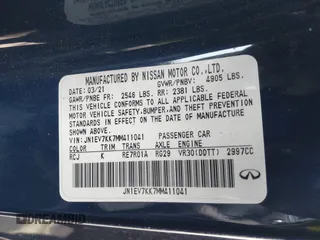 MANUFACTURED BY NISSAN MOTOR CO.,LTD.
DATE: 03/21 GVWR/PNBV: 4905 LBS.
GAWR/PNBE FR: 2546 LBS. RR: 2381 LBS.
THIS VEHICLE CONFORMS TO ALL APPLICABLE
FEDERAL MOTOR VEHICLE SAFETY,
BUMPER, AND THEFT PREVENTION
STANDARDS IN EFFECT ON THE DATE OF
MANUFACTURE SHOWN ABOVE.
VIN: JN1EV7KK7MM411041 PASSENGER CAR
COLOR TRIM TRANS AXLE ENGINE
RCJ K RE7R01A RG29 VR30(DDTT) 2997CC
JN1EV7KK7MM411041
INFINITI
DREAMBID